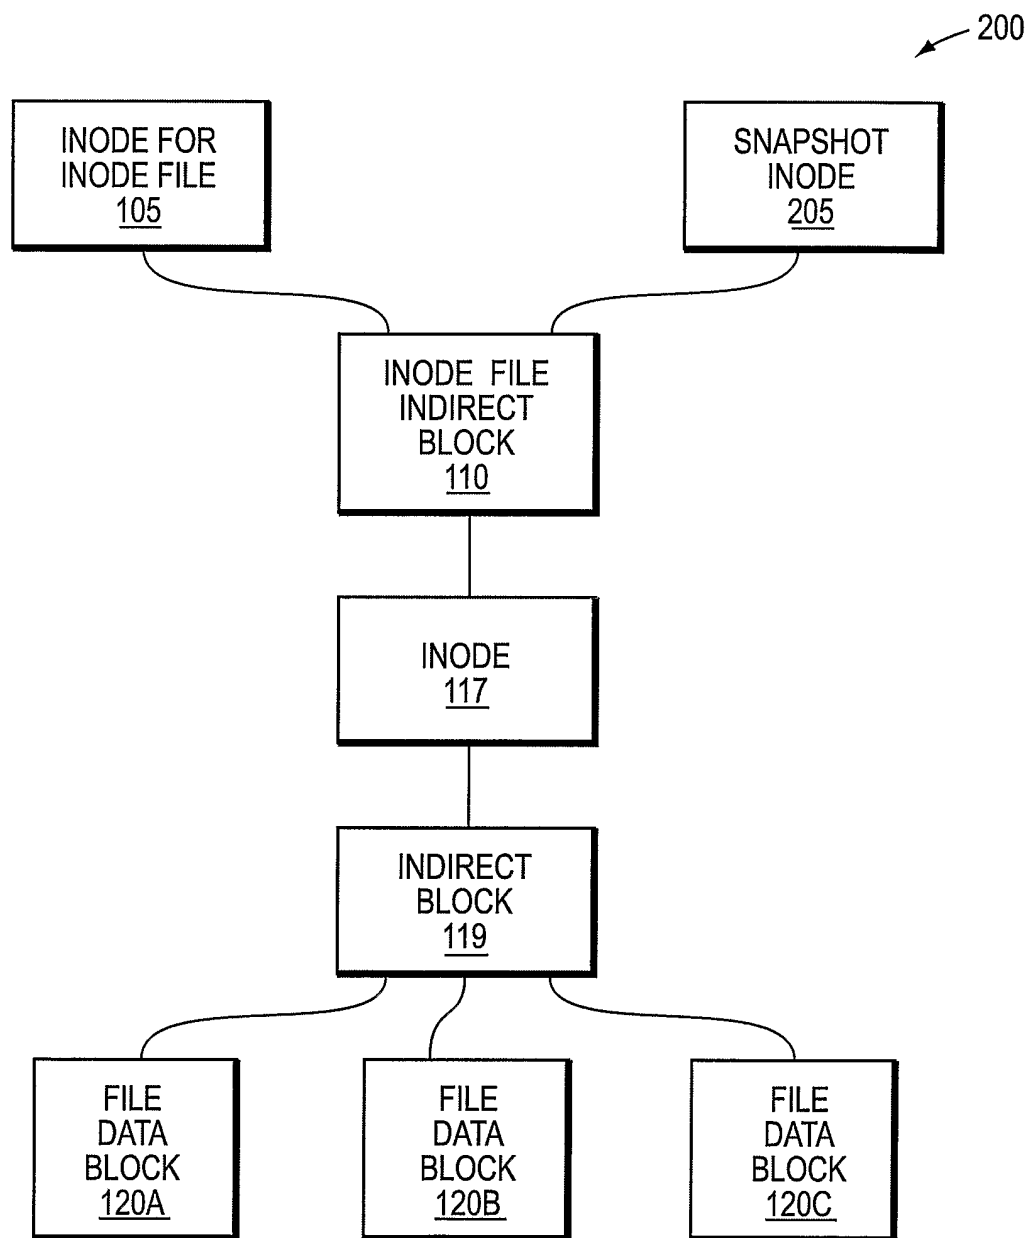 200
INODE FOR
INODE FILE
105
SNAPSHOT
INODE
205
INODE FILE
INDIRECT
BLOCK
110
INODE
117
INDIRECT
BLOCK
119
FILE
DATA
BLOCK
120A
FILE
DATA
BLOCK
120B
FILE
DATA
BLOCK
120C